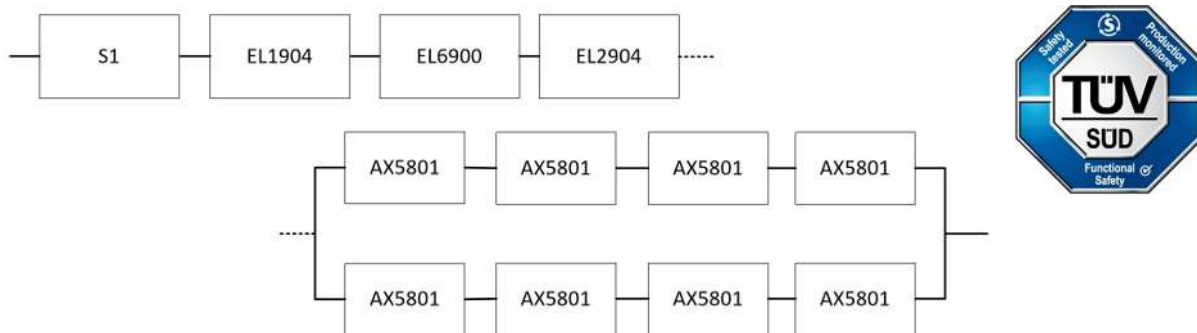 S1 EL1904 EL6900 EL2904
AX5801 AX5801 AX5801 AX5801
AX5801 AX5801 AX5801 AX5801
Safety tested
S
Production monitored
TÜV
SÜD
Functional
Safety